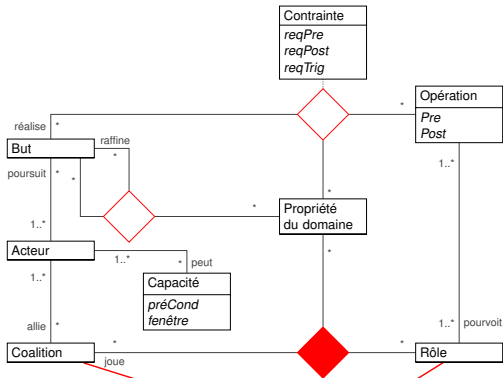 Contrainte
reqPre
reqPost
reqTrig
Opération
Pre
Post
*
réalise *
But
raffine
*
poursuit *
*
1..*
*
*
Propriété
du domaine
1..*
1..*
Acteur
1..*
* peut
Capacité
préCond
fenêtre
1..*
*
allie *
1..* pourvoit
Coalition
*
joue
*
Rôle